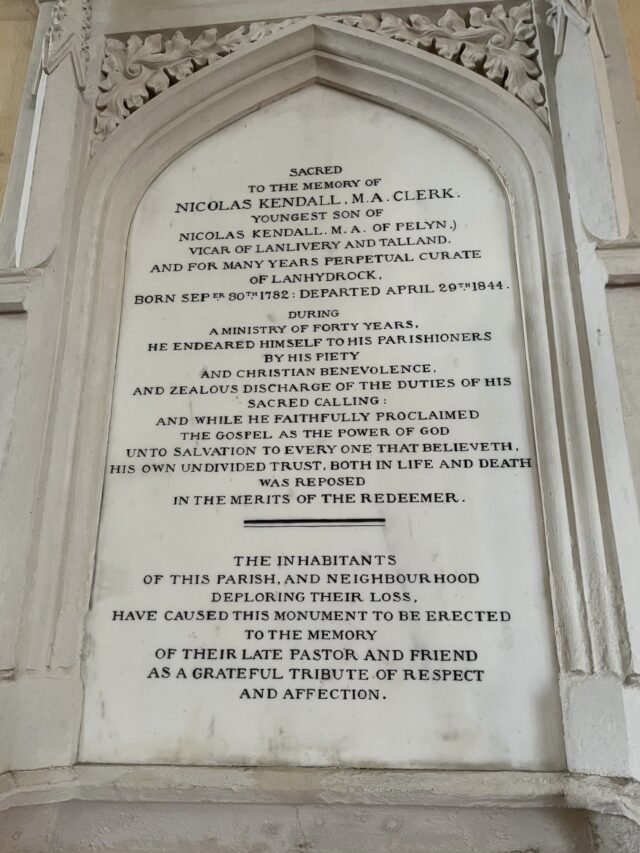 SACRED
TO THE MEMORY OF
NICOLAS KENDALL, M.A. CLERK.
YOUNGEST SON OF
NICOLAS KENDALL. M.A. OF PELYN,)
VICAR OF LANLIVERY AND TALLAND,
AND FOR MANY YEARS PERPETUAL CURATE
OF LANHYDROCK,
BORN SEPER 30TH 1782: DEPARTED APRIL 29TH 1844.
DURING
A MINISTRY OF FORTY YEARS,
HE ENDEARED HIMSELF TO HIS PARISHIONERS
BY HIS PIETY
AND CHRISTIAN BENEVOLENCE,
AND ZEALOUS DISCHARGE OF THE DUTIES OF HIS
SACRED CALLING:
AND WHILE HE FAITHFULLY PROCLAIMED
THE GOSPEL AS THE POWER OF GOD
UNTO SALVATION TO EVERY ONE THAT BELIEVETH,
HIS OWN UNDIVIDED TRUST, BOTH IN LIFE AND DEATH
WAS REPOSED
IN THE MERITS OF THE REDEEMER.
THE INHABITANTS
OF THIS PARISH, AND NEIGHBOURHOOD
DEPLORING THEIR LOSS,
HAVE CAUSED THIS MONUMENT TO BE ERECTED
TO THE MEMORY
OF THEIR LATE PASTOR AND FRIEND
AS A GRATEFUL TRIBUTE OF RESPECT
AND AFFECTION.